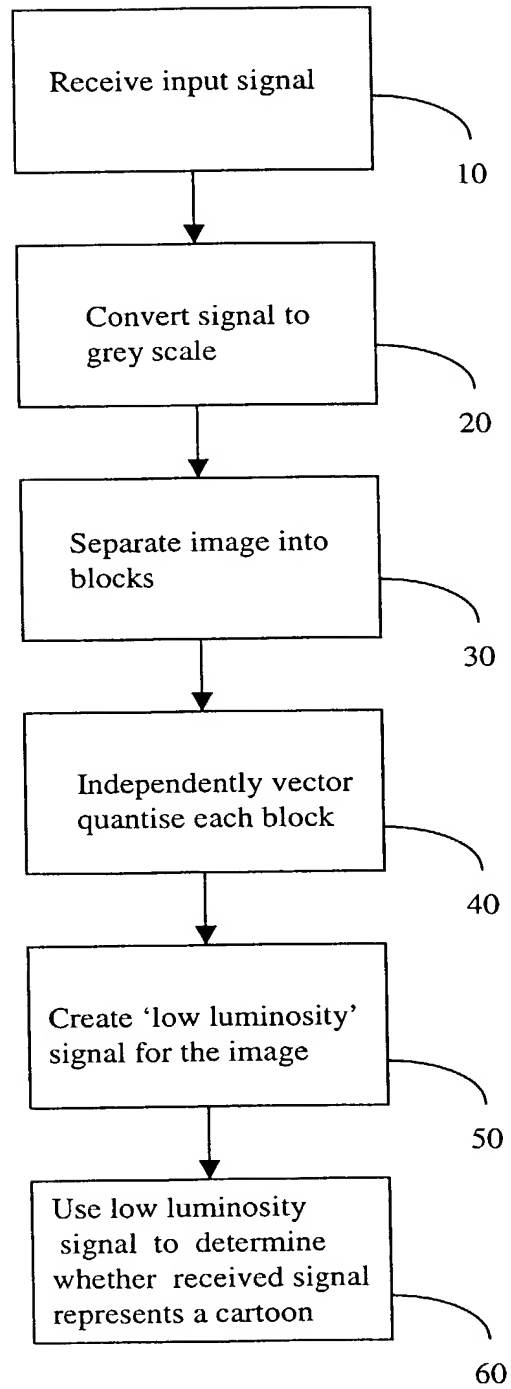 Receive input signal
10
Convert signal to
grey scale
20
Separate image into
blocks
30
Independently vector
quantise each block
40
Create ‘low luminosity’
signal for the image
50
Use low luminosity
signal to determine
whether received signal
represents a cartoon
60